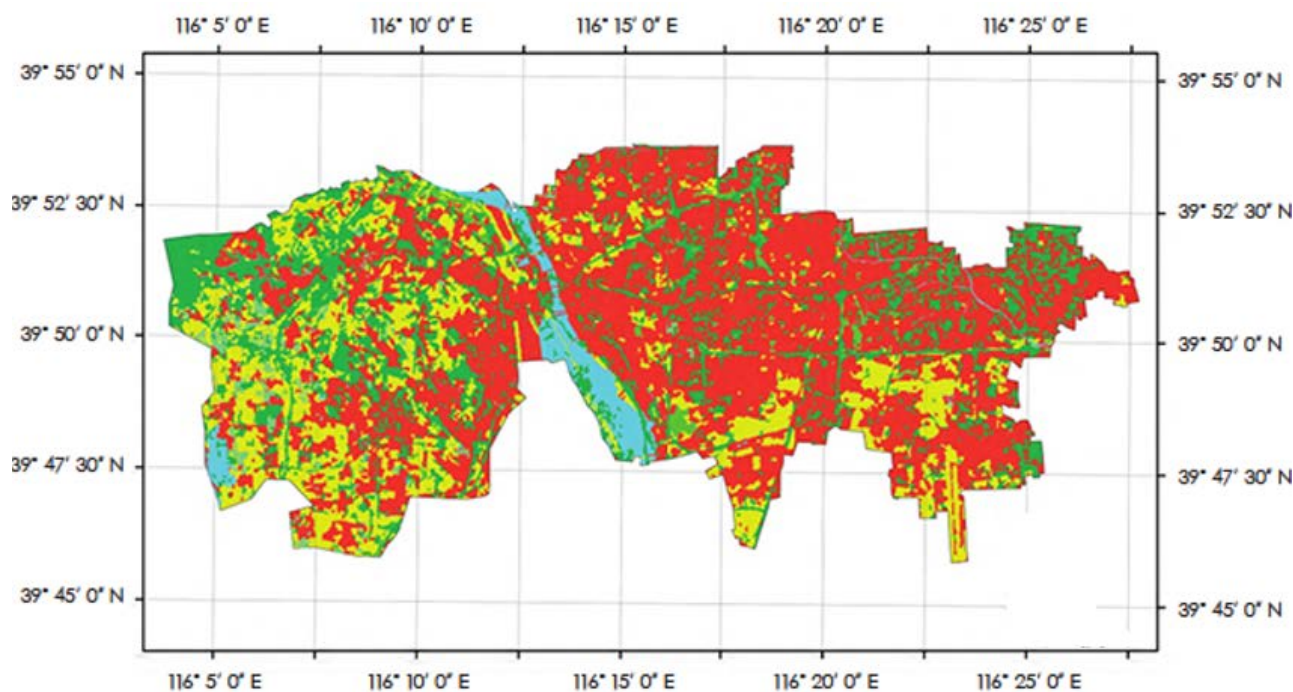 116° 5′ 0″ E 116° 10′ 0″ E 116° 15′ 0″ E 116° 20′ 0″ E 116° 25′ 0″ E
39° 55′ 0″ N 39° 55′ 0″ N
39° 52′ 30″ N 39° 52′ 30″ N
39° 50′ 0″ N 39° 50′ 0″ N
39° 47′ 30″ N 39° 47′ 30″ N
39° 45′ 0″ N 39° 45′ 0″ N
116° 5′ 0″ E 116° 10′ 0″ E 116° 15′ 0″ E 116° 20′ 0″ E 116° 25′ 0″ E